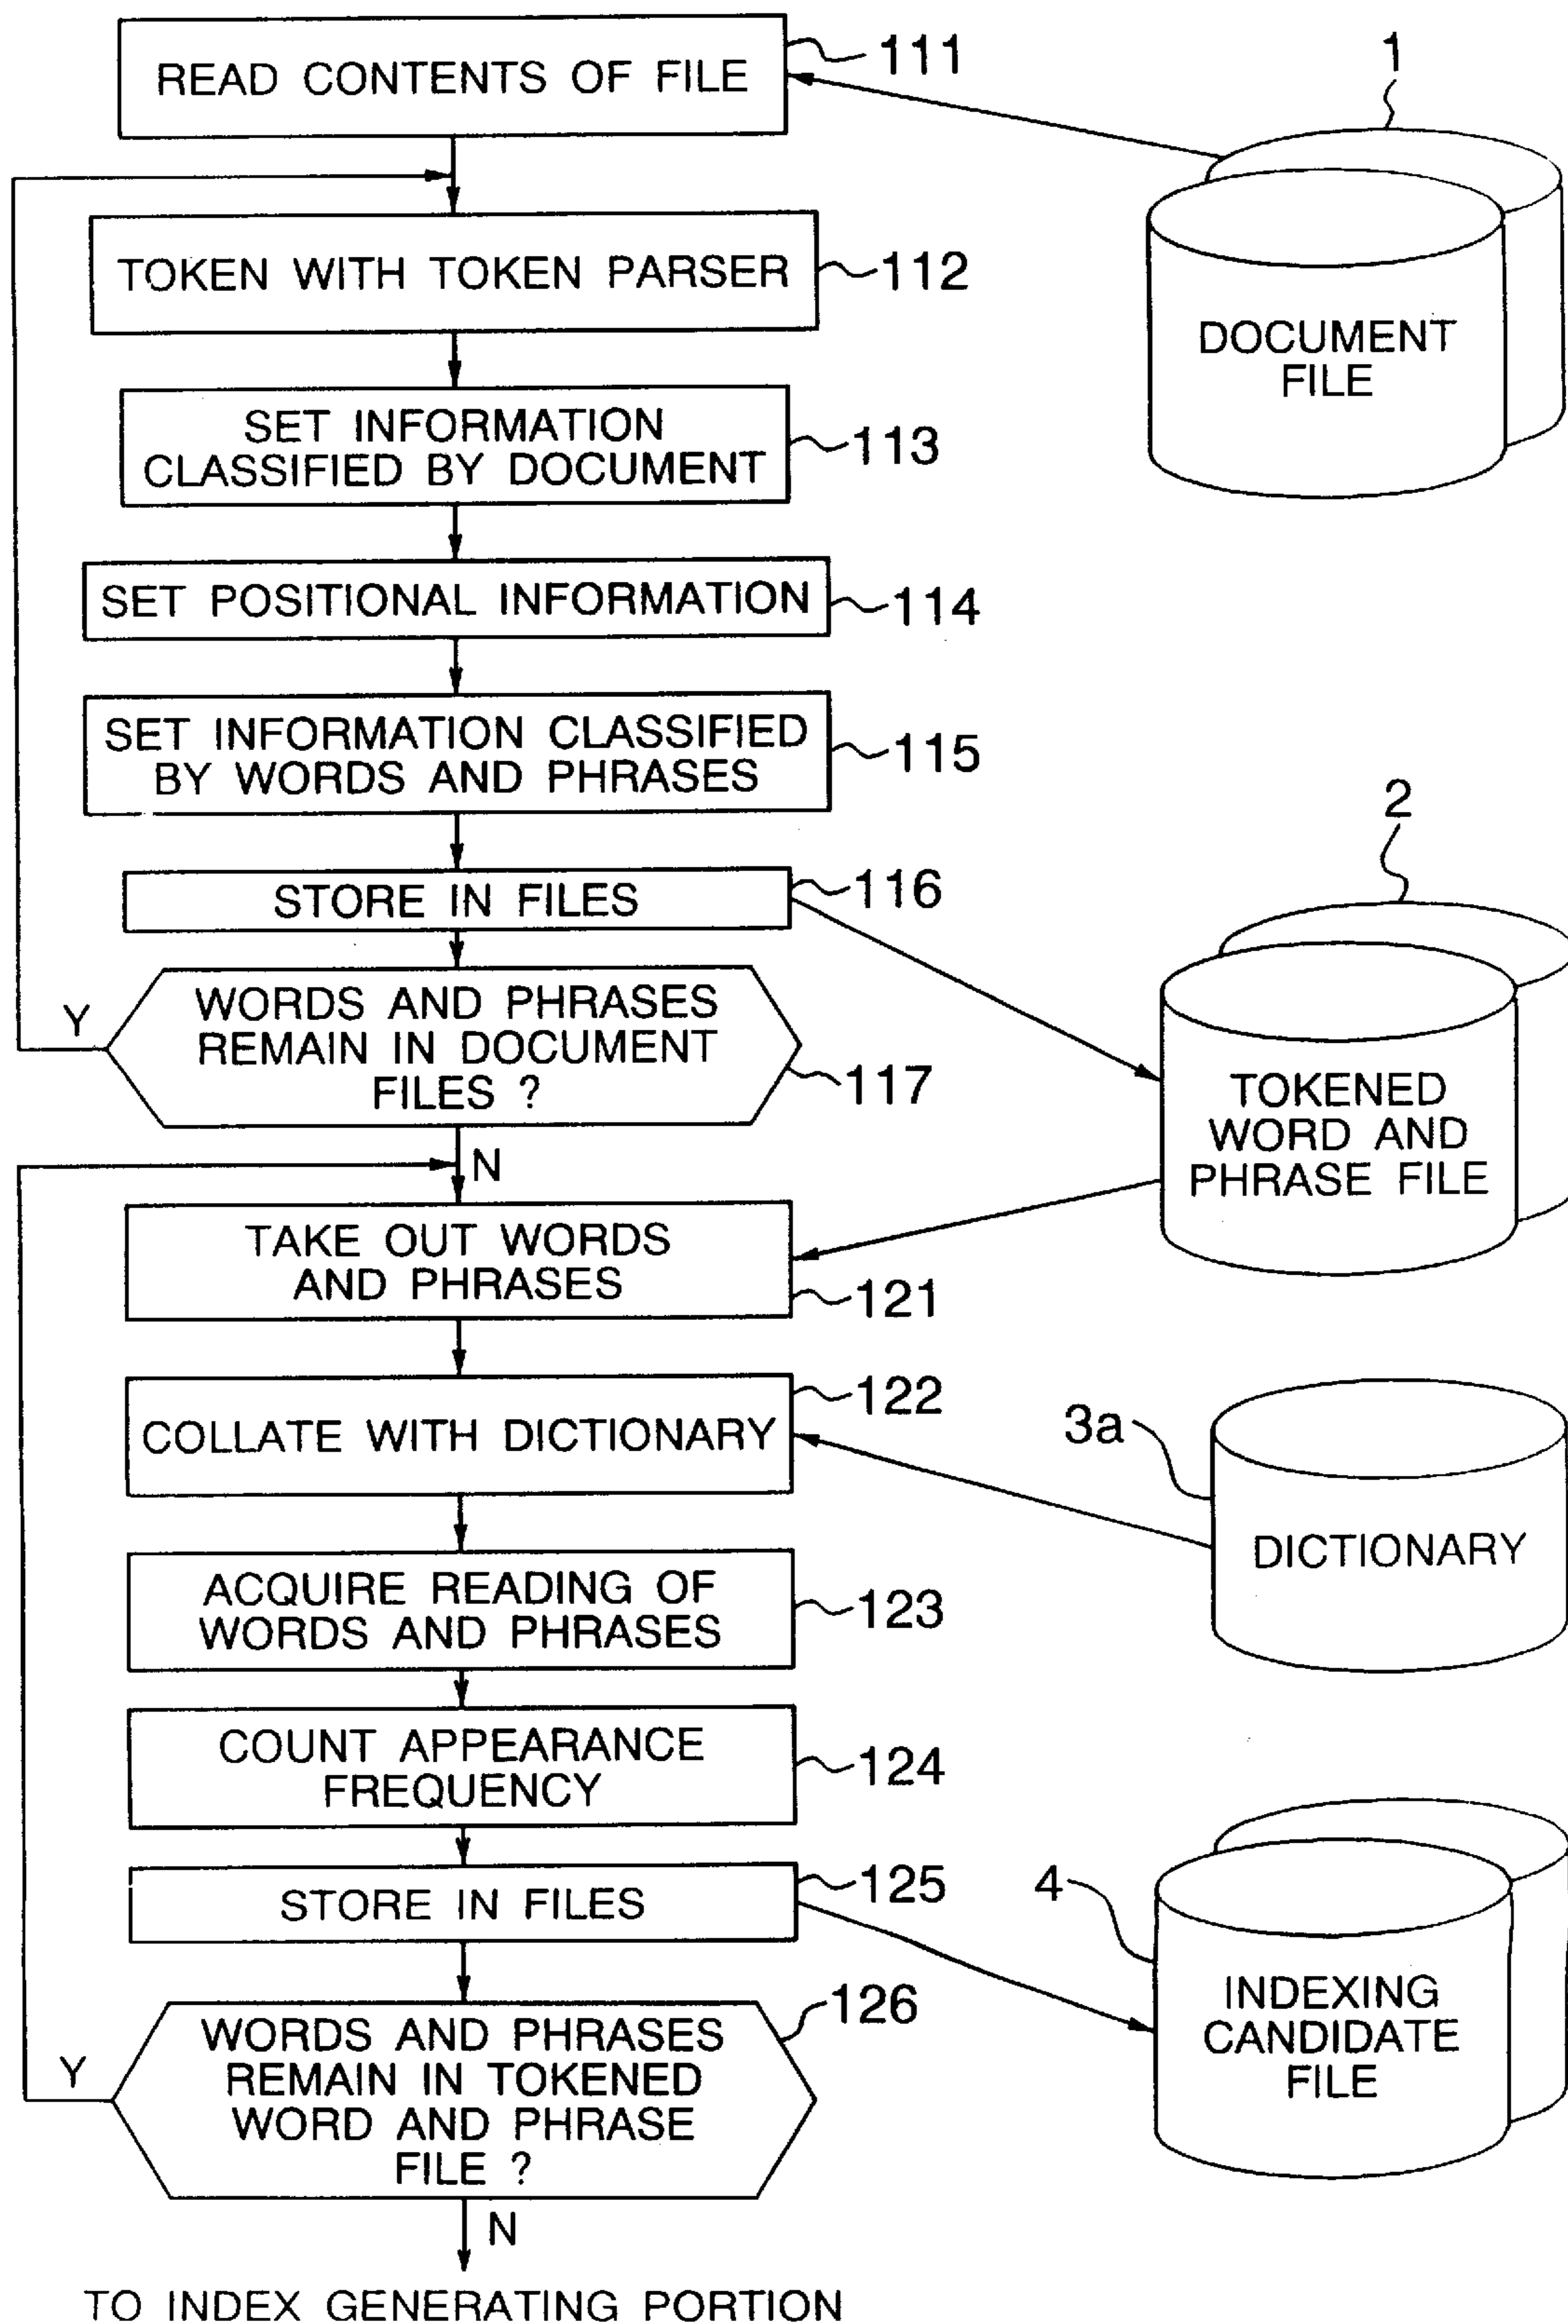 READ CONTENTS OF FILE
111
1
TOKEN WITH TOKEN PARSER
112
DOCUMENT
FILE
SET INFORMATION
CLASSIFIED BY DOCUMENT
113
SET POSITIONAL INFORMATION
114
SET INFORMATION CLASSIFIED
BY WORDS AND PHRASES
115
2
STORE IN FILES
116
Y
WORDS AND PHRASES
REMAIN IN DOCUMENT
FILES ?
117
TOKENED
WORD AND
PHRASE FILE
N
TAKE OUT WORDS
AND PHRASES
121
COLLATE WITH DICTIONARY
122
3a
DICTIONARY
ACQUIRE READING OF
WORDS AND PHRASES
123
COUNT APPEARANCE
FREQUENCY
124
STORE IN FILES
125
4
INDEXING
CANDIDATE
FILE
Y
WORDS AND PHRASES
REMAIN IN TOKENED
WORD AND PHRASE
FILE ?
126
N
TO INDEX GENERATING PORTION